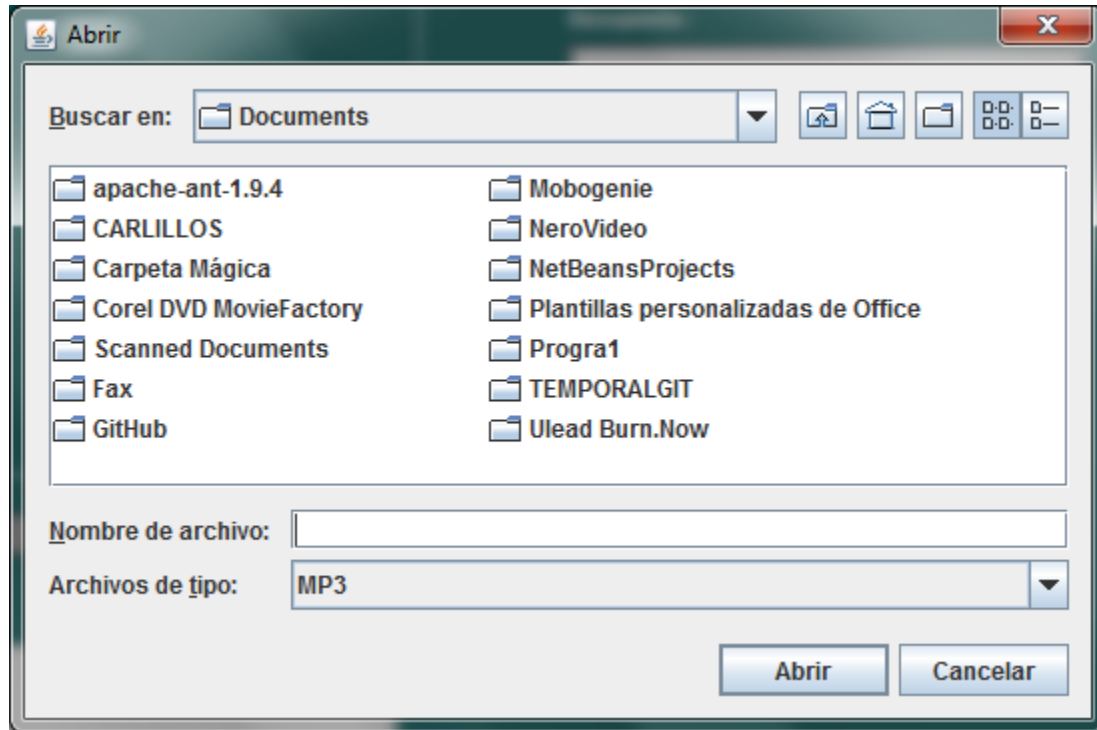 Abrir
Buscar en: Documents
apache-ant-1.9.4
CARLILLOS
Carpeta Mágica
Corel DVD MovieFactory
Scanned Documents
Fax
GitHub
Mobogenie
NeroVideo
NetBeansProjects
Plantillas personalizadas de Office
Progra1
TEMPORALGIT
Ulead Burn.Now
Nombre de archivo:
Archivos de tipo: MP3
Abrir Cancelar